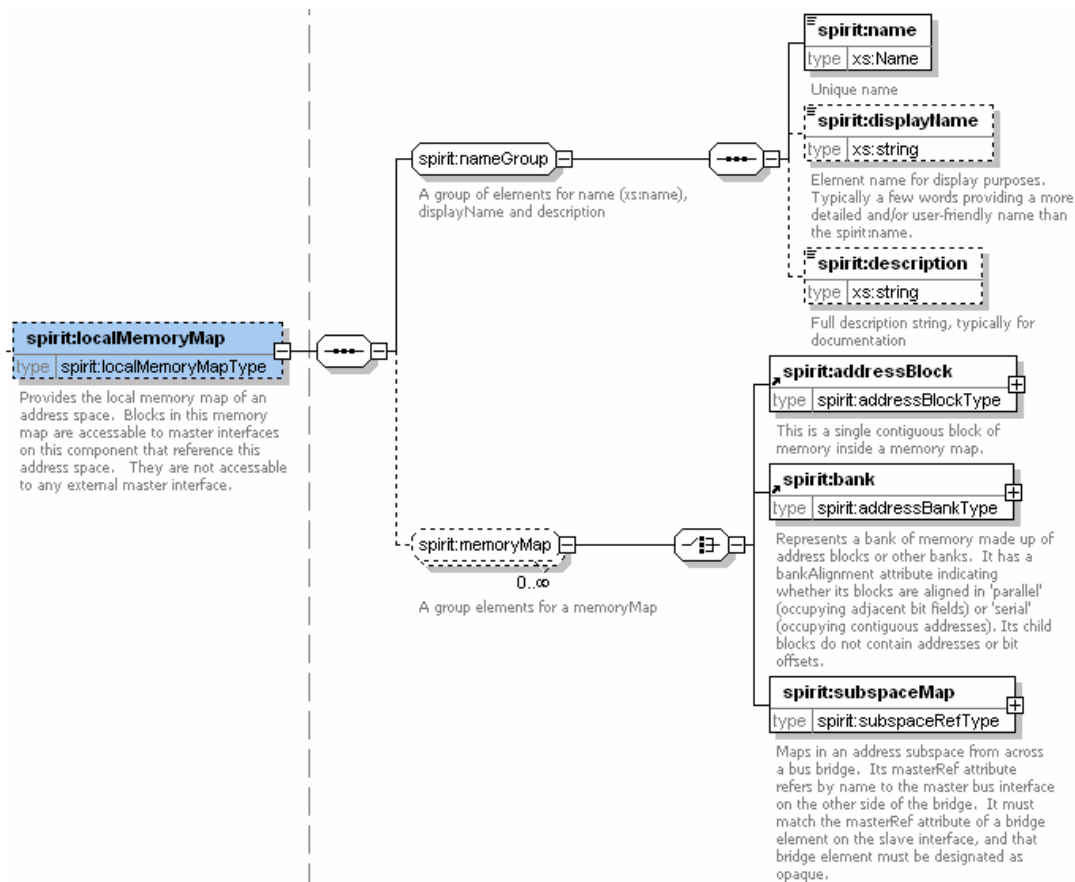 spirit:name
type xs:Name
Unique name
spirit:displayName
type xs:string
Element name for display purposes.
Typically a few words providing a more
detailed and/or user-friendly name than
the spirit:name.
spirit:description
type xs:string
Full description string, typically for
documentation
spirit:nameGroup
A group of elements for name (xs:name),
displayName and description
spirit:localMemoryMap
type spirit:localMemoryMapType
Provides the local memory map of an
address space.  Blocks in this memory
map are accessable to master interfaces
on this component that reference this
address space.   They are not accessable
to any external master interface.
spirit:memoryMap
0..∞
A group elements for a memoryMap
spirit:addressBlock
type spirit:addressBlockType
This is a single contiguous block of
memory inside a memory map.
spirit:bank
type spirit:addressBankType
Represents a bank of memory made up of
address blocks or other banks.  It has a
bankAlignment attribute indicating
whether its blocks are aligned in 'parallel'
(occupying adjacent bit fields) or 'serial'
(occupying contiguous addresses). Its child
blocks do not contain addresses or bit
offsets.
spirit:subspaceMap
type spirit:subspaceRefType
Maps in an address subspace from across
a bus bridge.  Its masterRef attribute
refers by name to the master bus interface
on the other side of the bridge.  It must
match the masterRef attribute of a bridge
element on the slave interface, and that
bridge element must be designated as
opaque.